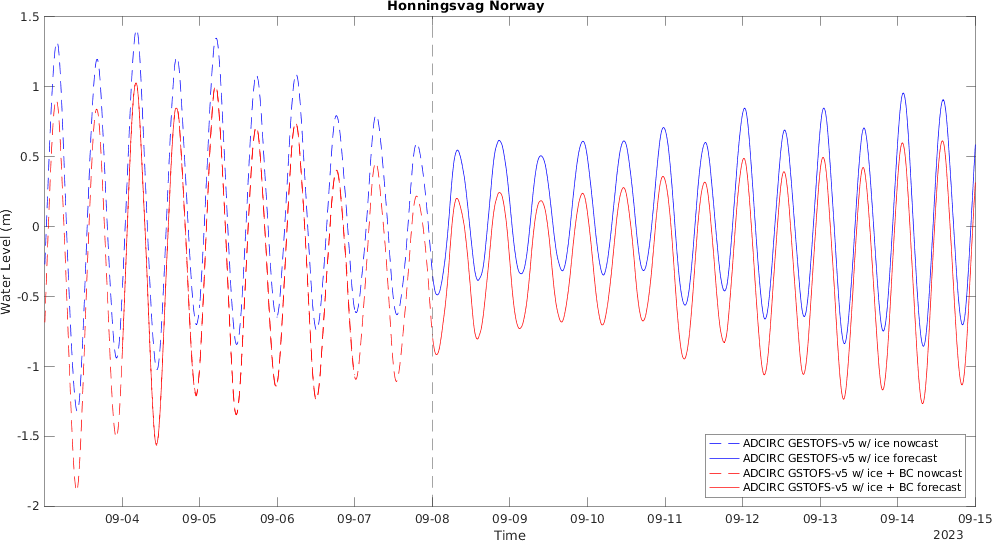 Honningsvag Norway
1.5
1
0.5
0
-0.5
-1
-1.5
-2
Water Level (m)
09-04 09-05 09-06 09-07 09-08 09-09 09-10 09-11 09-12 09-13 09-14 09-15
Time
2023
ADCIRC GESTOFS-v5 w/ ice nowcast
ADCIRC GESTOFS-v5 w/ ice forecast
ADCIRC GSTOFS-v5 w/ ice + BC nowcast
ADCIRC GSTOFS-v5 w/ ice + BC forecast